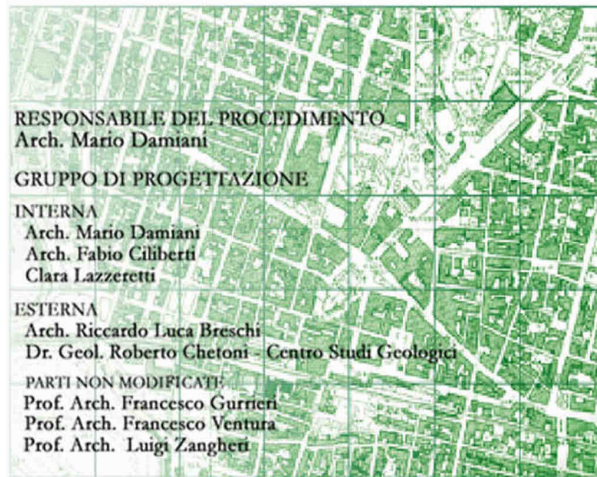 RESPONSABILE DEL PROCEDIMENTO
Arch. Mario Damiani
GRUPPO DI PROGETTAZIONE
INTERNA
Arch. Mario Damiani
Arch. Fabio Ciliberti
Clara Lazzeretti
ESTERNA
Arch. Riccardo Luca Breschi
Dr. Geol. Roberto Chetoni - Centro Studi Geologici
PARTI NON MODIFICATE
Prof. Arch. Francesco Gurrieri
Prof. Arch. Francesco Ventura
Prof. Arch. Luigi Zangheri